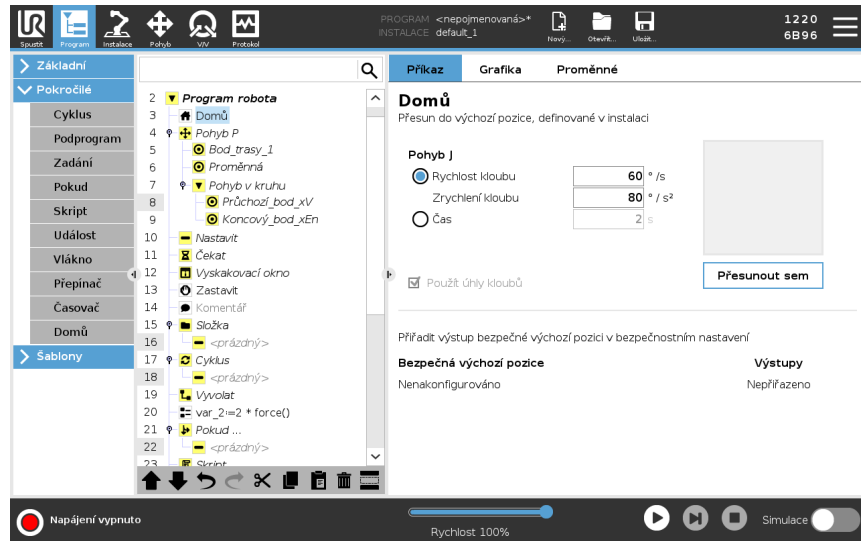 PROGRAM <nepojmenovaná>*
INSTALACE default_1
1220
6B96
Spustit
Program
Instalace
Pohyb
V/V
Protokol
Nový...
Otevřít...
Uložit...
Základní
Pokročilé
Cyklus
Podprogram
Zadání
Pokud
Skript
Událost
Vlákno
Přepínač
Časovač
Domů
Šablony
2 Program robota
3 Domů
4 Pohyb P
5 Bod_trasy_1
6 Proměnná
7 Pohyb v kruhu
8 Průchozí_bod_xV
9 Koncový_bod_xEn
10 Nastavit
11 Čekat
12 Vyskakovací okno
13 Zastavit
14 Komentář
15 Složka
16 <prázdný>
17 Cyklus
18 <prázdný>
19 Vyvolat
20 var_2:=2 * force()
21 Pokud ...
22 <prázdný>
23 Skript
Příkaz
Grafika
Proměnné
Domů
Přesun do výchozí pozice, definované v instalaci
Pohyb J
Rychlost kloubu 60 ° /s
Zrychlení kloubu 80 ° / s²
Čas 2 s
Přesunout sem
Použít úhly kloubů
Přiřadit výstup bezpečné výchozí pozici v bezpečnostním nastavení
Bezpečná výchozí pozice Výstupy
Nenakonfigurováno Nepřiřazeno
Napájení vypnuto
Rychlost 100%
Simulace